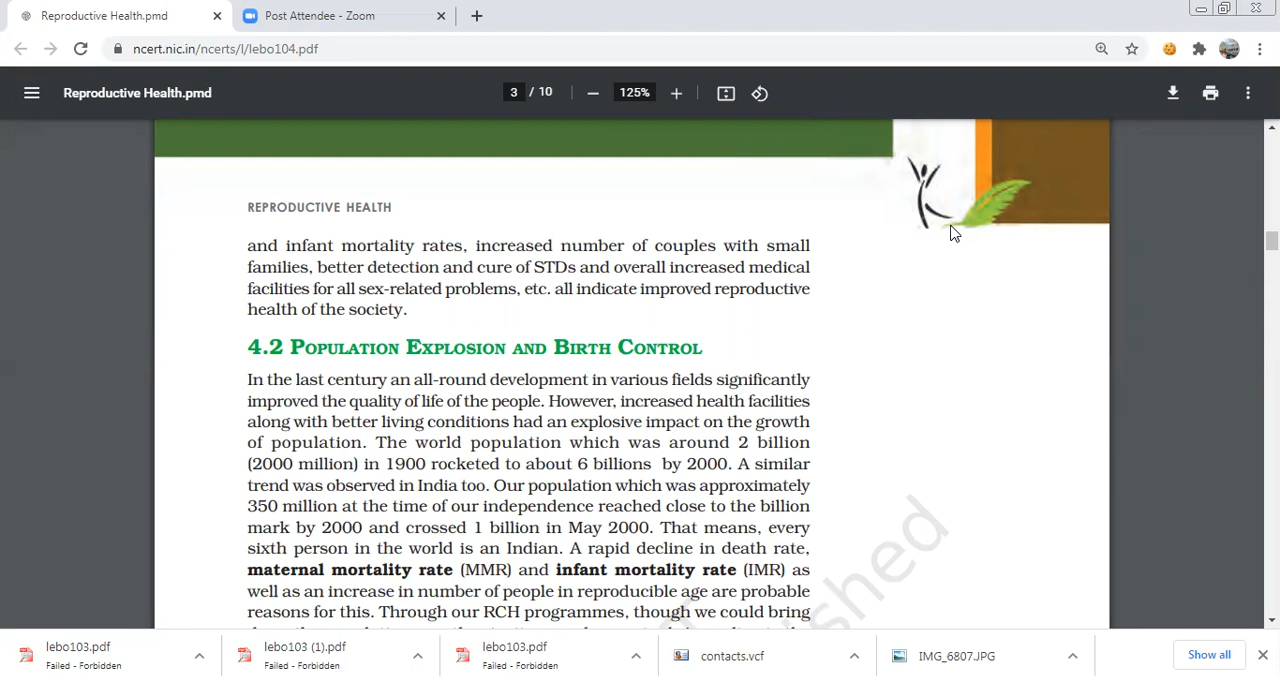 Reproductive Health.pmd
Post Attendee - Zoom
ncert.nic.in/ncerts/l/lebo104.pdf
Reproductive Health.pmd
3 / 10
125%
REPRODUCTIVE HEALTH
and infant mortality rates, increased number of couples with small
families, better detection and cure of STDs and overall increased medical
facilities for all sex-related problems, etc. all indicate improved reproductive
health of the society.
4.2 POPULATION EXPLOSION AND BIRTH CONTROL
In the last century an all-round development in various fields significantly
improved the quality of life of the people. However, increased health facilities
along with better living conditions had an explosive impact on the growth
of population. The world population which was around 2 billion
(2000 million) in 1900 rocketed to about 6 billions by 2000. A similar
trend was observed in India too. Our population which was approximately
350 million at the time of our independence reached close to the billion
mark by 2000 and crossed 1 billion in May 2000. That means, every
sixth person in the world is an Indian. A rapid decline in death rate,
maternal mortality rate (MMR) and infant mortality rate (IMR) as
well as an increase in number of people in reproducible age are probable
reasons for this. Through our RCH programmes, though we could bring
lebo103.pdf
Failed - Forbidden
lebo103 (1).pdf
Failed - Forbidden
lebo103.pdf
Failed - Forbidden
contacts.vcf
IMG_6807.JPG
Show all